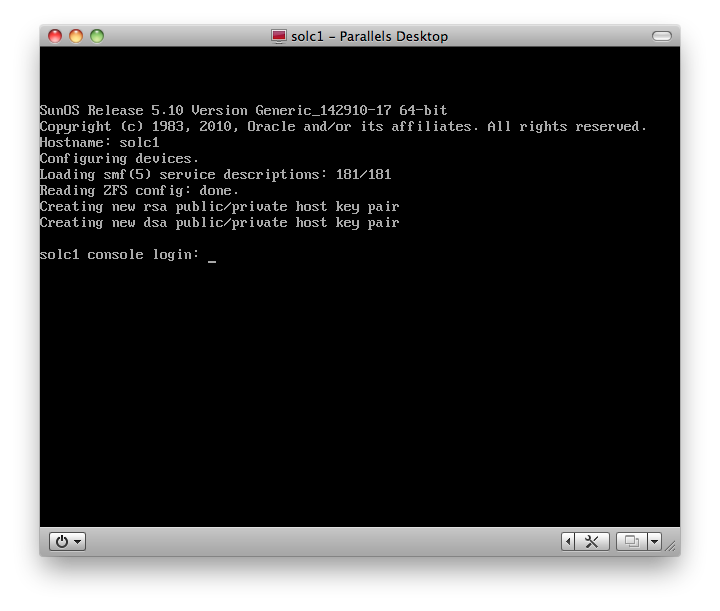 solc1 - Parallels Desktop
SunOS Release 5.10 Version Generic_142910-17 64-bit
Copyright (c) 1983, 2010, Oracle and/or its affiliates. All rights reserved.
Hostname: solc1
Configuring devices.
Loading smf(5) service descriptions: 181/181
Reading ZFS config: done.
Creating new rsa public/private host key pair
Creating new dsa public/private host key pair
solc1 console login: _